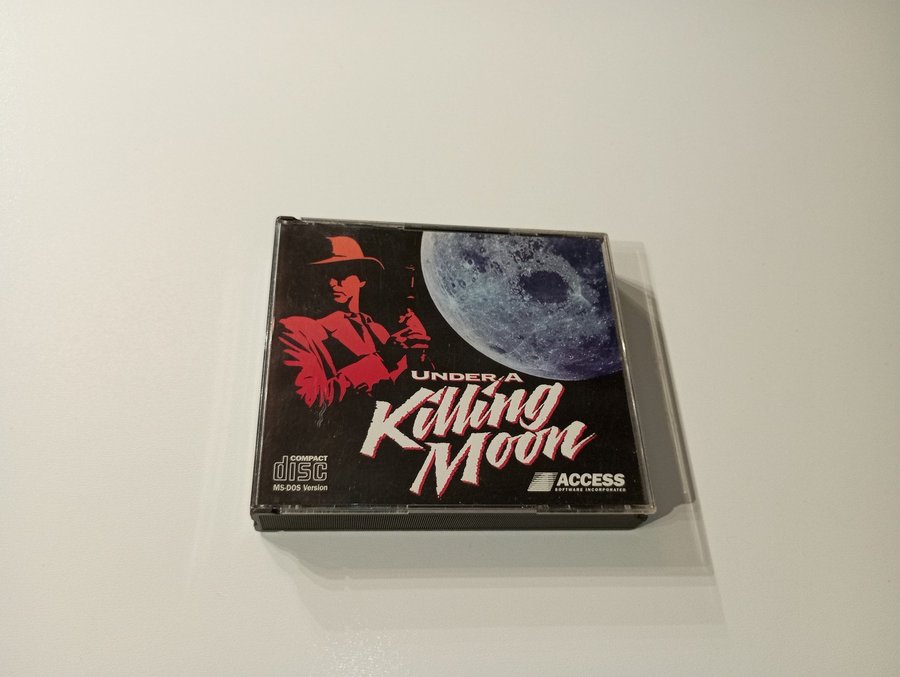 UNDER A
Killing
Moon
COMPACT
disc
MS-DOS Version
ACCESS
SOFTWARE INCORPORATED